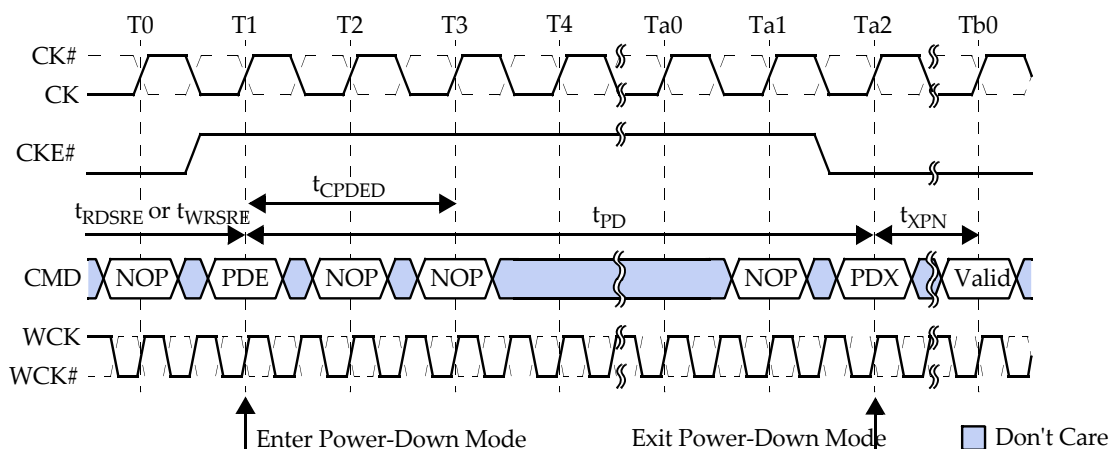 T0 T1 T2 T3 T4 Ta0 Ta1 Ta2 Tb0
CK#
CK
CKE#
tCPDED
tRDSRE or tWRSRE tPD tXPN
CMD NOP PDE NOP NOP NOP PDX Valid
WCK
WCK#
Enter Power-Down Mode Exit Power-Down Mode Don't Care